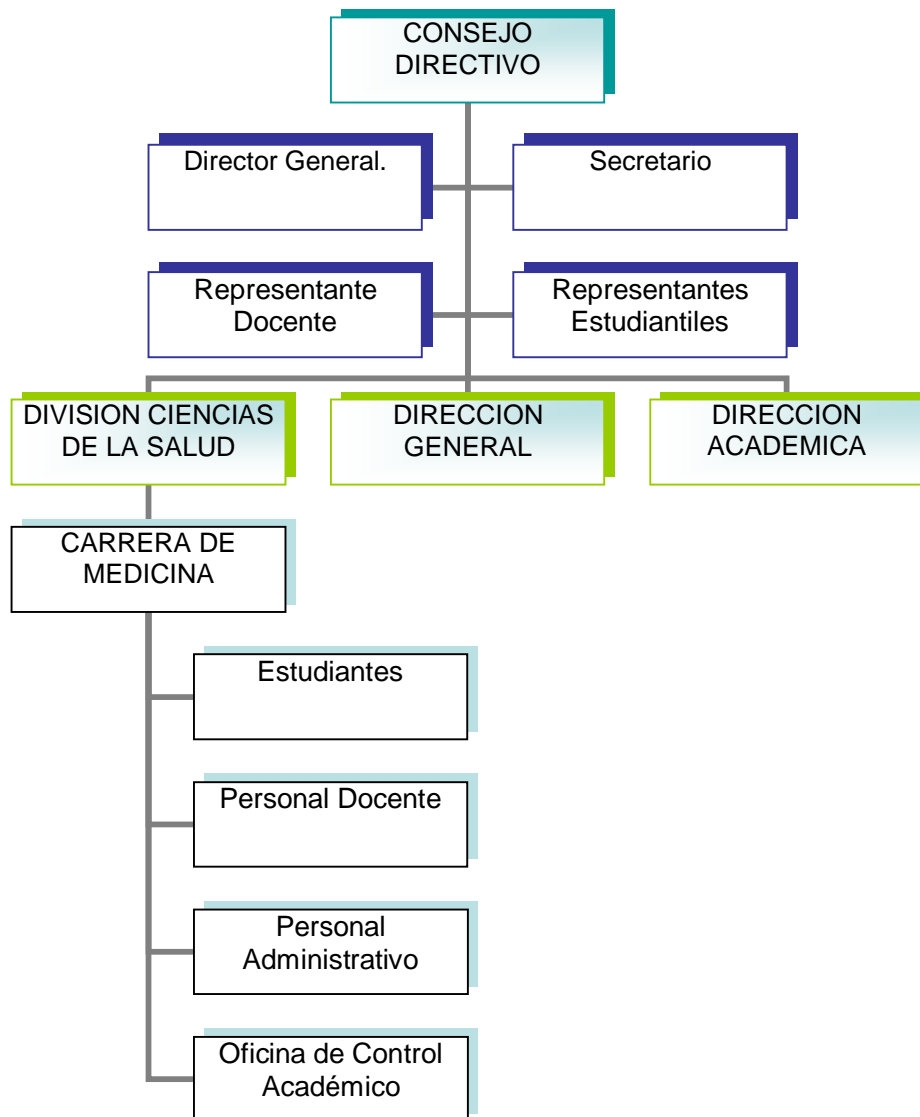 CONSEJO
DIRECTIVO
Director General.
Secretario
Representante
Docente
Representantes
Estudiantiles
DIVISION CIENCIAS
DE LA SALUD
DIRECCION
GENERAL
DIRECCION
ACADEMICA
CARRERA DE
MEDICINA
Estudiantes
Personal Docente
Personal
Administrativo
Oficina de Control
Académico